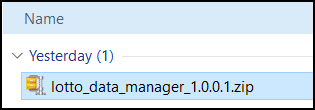 Name
Yesterday (1)
lotto_data_manager_1.0.0.1.zip